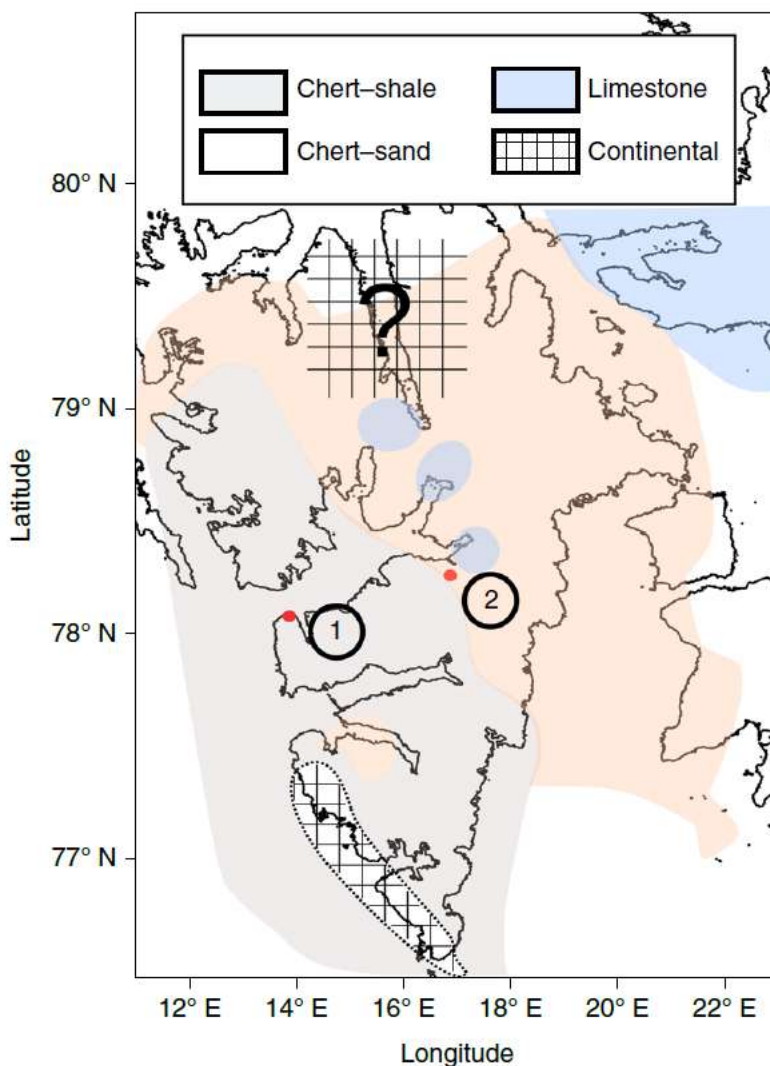 Chert–shale Limestone
Chert–sand Continental
80° N
?
79° N
Latitude
2
78° N
1
77° N
12° E 14° E 16° E 18° E 20° E 22° E
Longitude